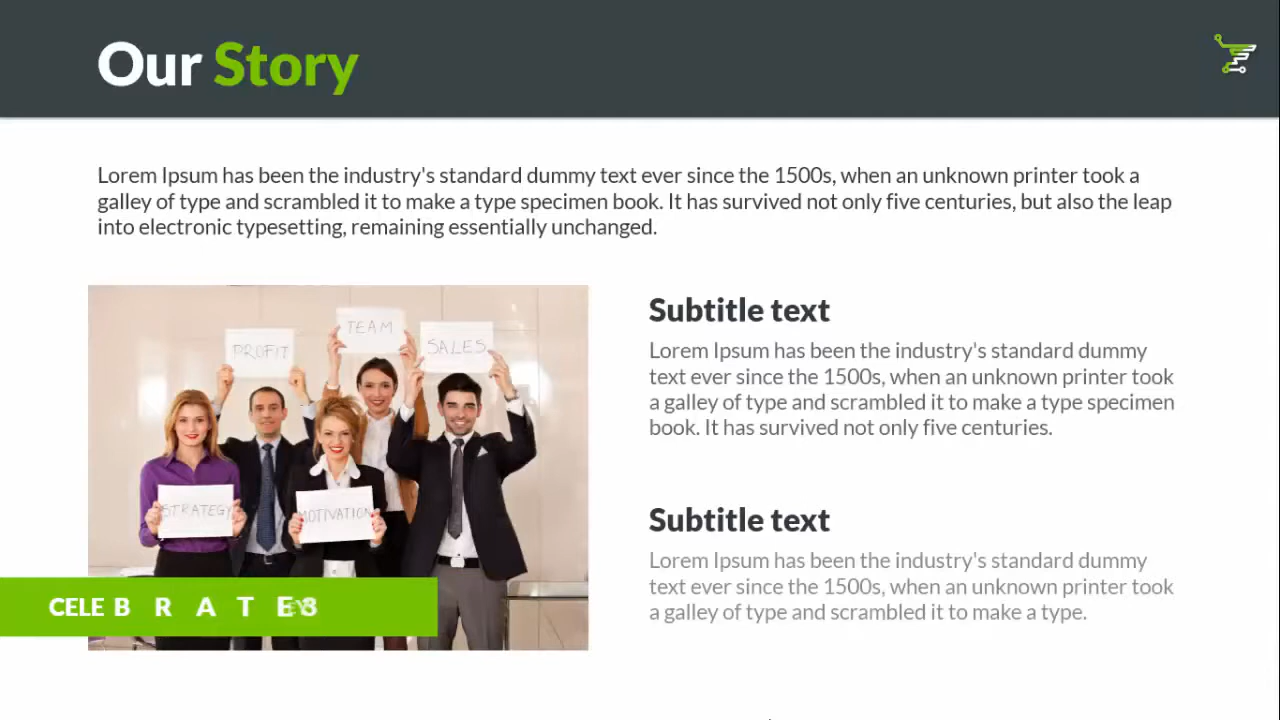 Our Story
Lorem Ipsum has been the industry's standard dummy text ever since the 1500s, when an unknown printer took a
galley of type and scrambled it to make a type specimen book. It has survived not only five centuries, but also the leap
into electronic typesetting, remaining essentially unchanged.
PROFIT
TEAM
SALES
STRATEGY
MOTIVATION
Subtitle text
Lorem Ipsum has been the industry's standard dummy
text ever since the 1500s, when an unknown printer took
a galley of type and scrambled it to make a type specimen
book. It has survived not only five centuries.
Subtitle text
Lorem Ipsum has been the industry's standard dummy
text ever since the 1500s, when an unknown printer took
a galley of type and scrambled it to make a type.